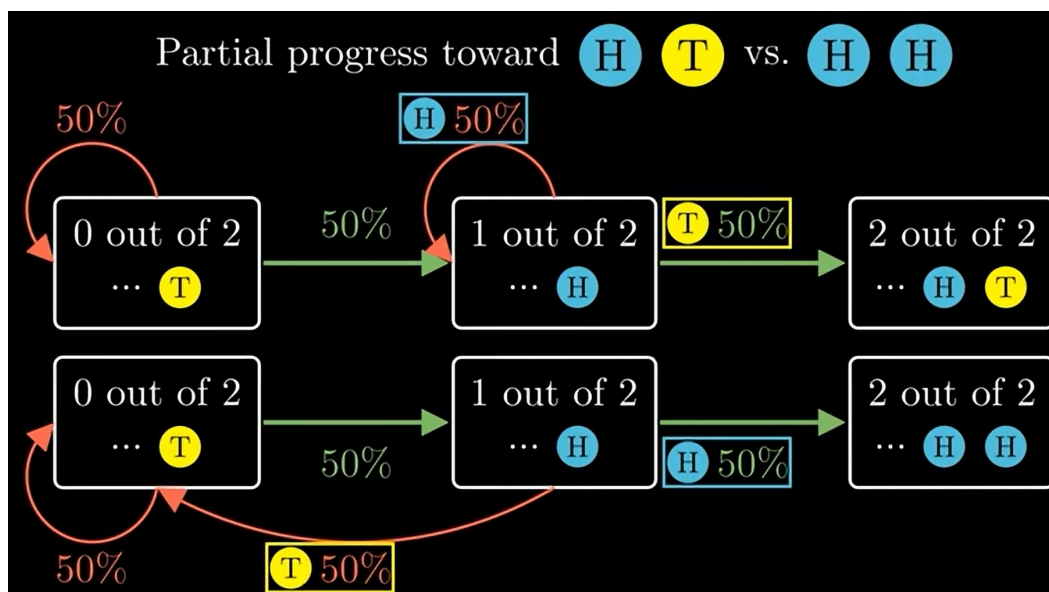 Partial progress toward H T vs. H H
50%
H 50%
0 out of 2
... T
50%
1 out of 2
... H
T 50%
2 out of 2
... H T
0 out of 2
... T
50%
1 out of 2
... H
H 50%
2 out of 2
... H H
50%
T 50%